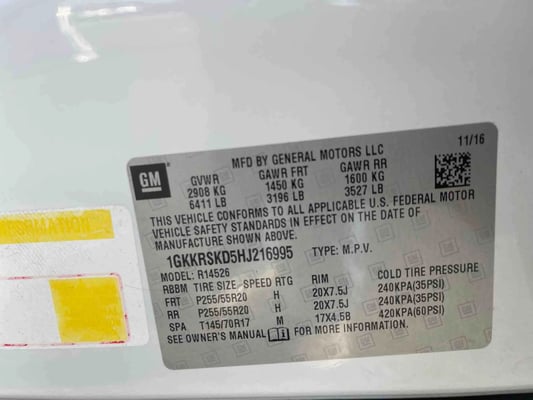 MFD BY GENERAL MOTORS LLC
11/16
GM
GVWR GAWR FRT GAWR RR
2908 KG 1450 KG 1600 KG
6411 LB 3196 LB 3527 LB
THIS VEHICLE CONFORMS TO ALL APPLICABLE U.S. FEDERAL MOTOR
VEHICLE SAFETY STANDARDS IN EFFECT ON THE DATE OF
MANUFACTURE SHOWN ABOVE.
1GKKRSKD5HJ216995 TYPE: M.P.V.
MODEL: R14526
RBBM TIRE SIZE SPEED RTG RIM COLD TIRE PRESSURE
FRT P255/55R20 H 20X7.5J 240KPA(35PSI)
RR P255/55R20 H 20X7.5J 240KPA(35PSI)
SPA T145/70R17 M 17X4.5B 420KPA(60PSI)
SEE OWNER'S MANUAL FOR MORE INFORMATION.